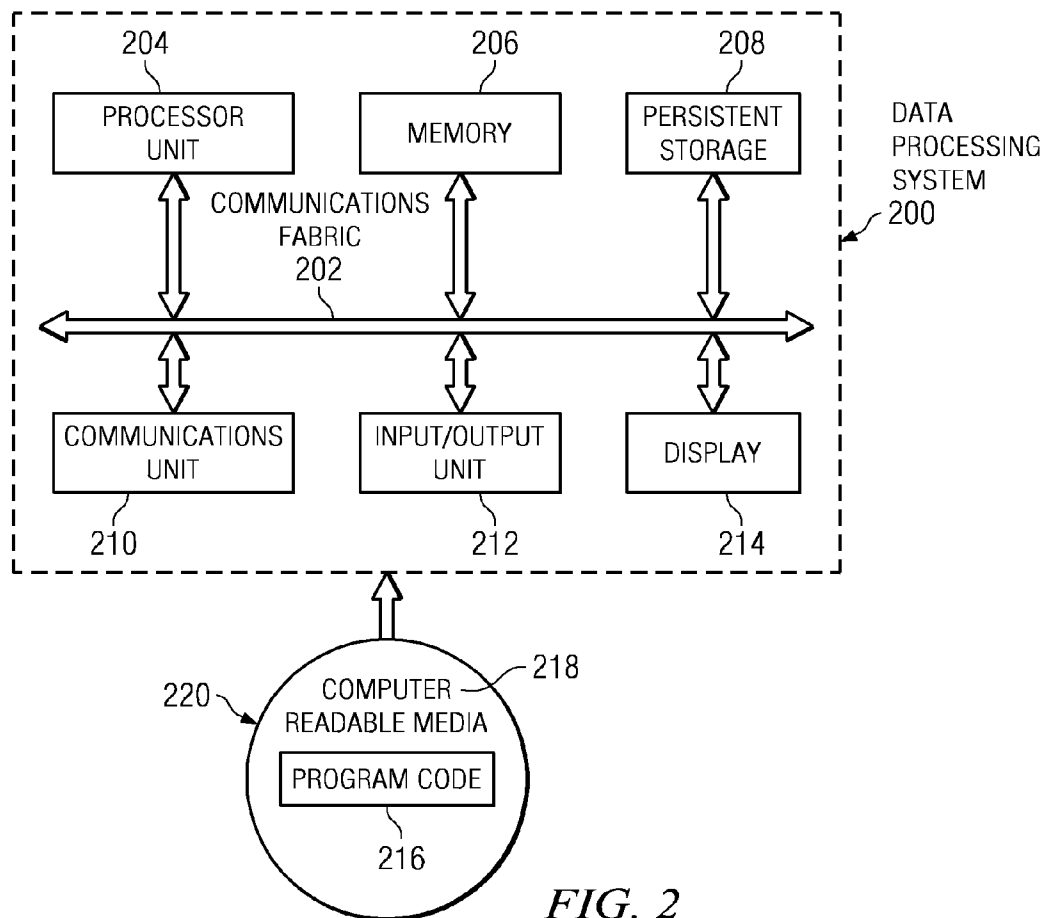 204
206
208
PROCESSOR
UNIT
MEMORY
PERSISTENT
STORAGE
DATA
PROCESSING
SYSTEM
200
COMMUNICATIONS
FABRIC
202
COMMUNICATIONS
UNIT
INPUT/OUTPUT
UNIT
DISPLAY
210
212
214
220
COMPUTER
READABLE MEDIA
218
PROGRAM CODE
216
FIG. 2